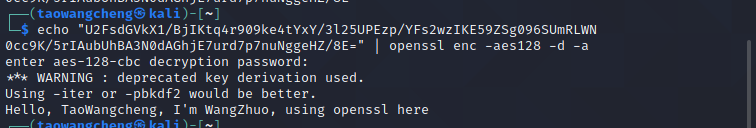 (taowangcheng㉿kali)-[~]
$ echo "U2FsdGVkX1/BjIKtq4r909ke4tYxY/3l25UPEzp/YFs2wzIKE59ZSg096SUmRLWN
0cc9K/5rIAubUhBA3N0dAGhjE7urd7p7nuNggeHZ/8E=" | openssl enc -aes128 -d -a
enter aes-128-cbc decryption password:
*** WARNING : deprecated key derivation used.
Using -iter or -pbkdf2 would be better.
Hello, TaoWangcheng, I'm WangZhuo, using openssl here
(taowangcheng㉿kali)-[~]